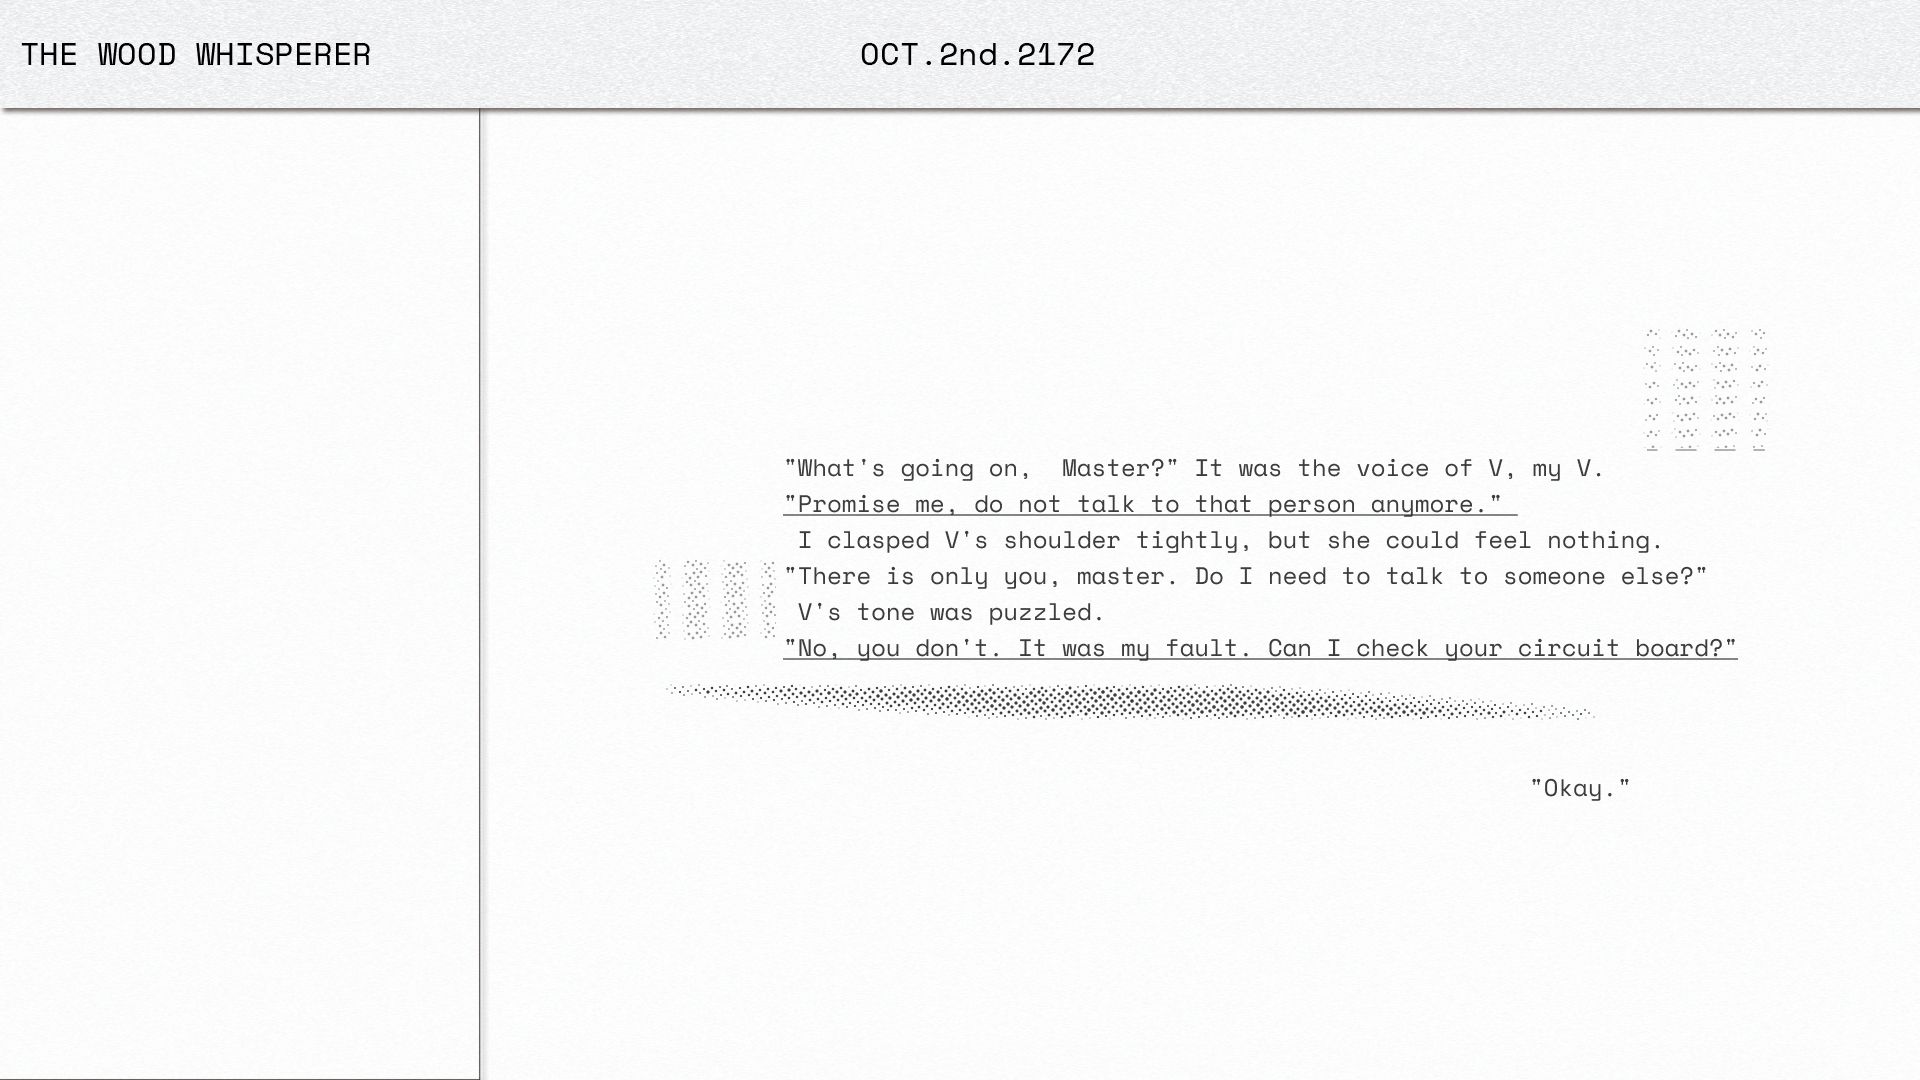 THE WOOD WHISPERER
OCT.2nd.2172
"What's going on,  Master?" It was the voice of V, my V.
"Promise me, do not talk to that person anymore."
I clasped V's shoulder tightly, but she could feel nothing.
"There is only you, master. Do I need to talk to someone else?"
V's tone was puzzled.
"No, you don't. It was my fault. Can I check your circuit board?"
"Okay."